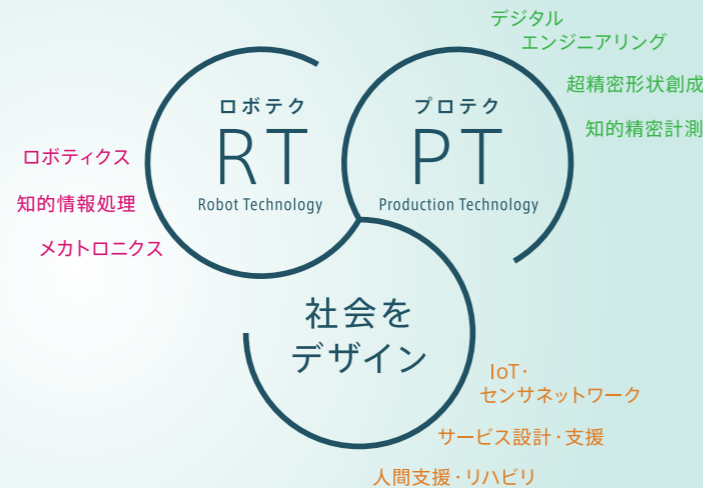 デジタル
エンジニアリング
超精密形状創成
知的精密計測
ロボテク
RT
Robot Technology
プロテク
PT
Production Technology
ロボティクス
知的情報処理
メカトロニクス
社会を
デザイン
IoT・
センサネットワーク
サービス設計・支援
人間支援・リハビリ